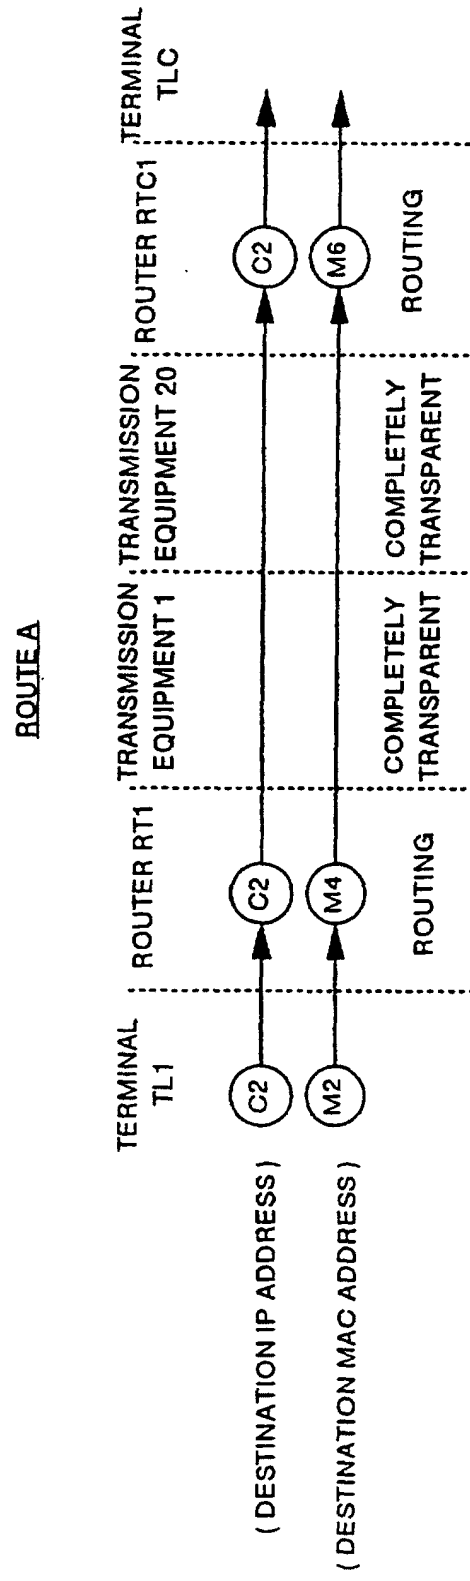 ROUTE A
TERMINAL
TL1
ROUTER RT1
TRANSMISSION
EQUIPMENT 1
TRANSMISSION
EQUIPMENT 20
ROUTER RTC1
TERMINAL
TLC
( DESTINATION IP ADDRESS )
C2
C2
C2
( DESTINATION MAC ADDRESS )
M2
M4
M6
ROUTING
COMPLETELY
TRANSPARENT
COMPLETELY
TRANSPARENT
ROUTING